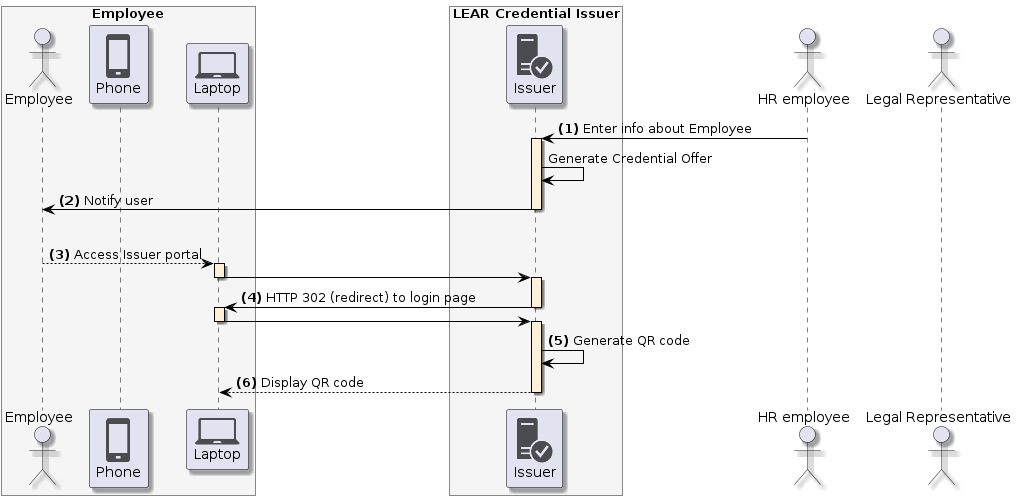 Employee
LEAR Credential Issuer
Employee
Phone
Laptop
Issuer
HR employee
Legal Representative
(1) Enter info about Employee
Generate Credential Offer
(2) Notify user
(3) Access Issuer portal
(4) HTTP 302 (redirect) to login page
(5) Generate QR code
(6) Display QR code
Employee
Phone
Laptop
Issuer
HR employee
Legal Representative